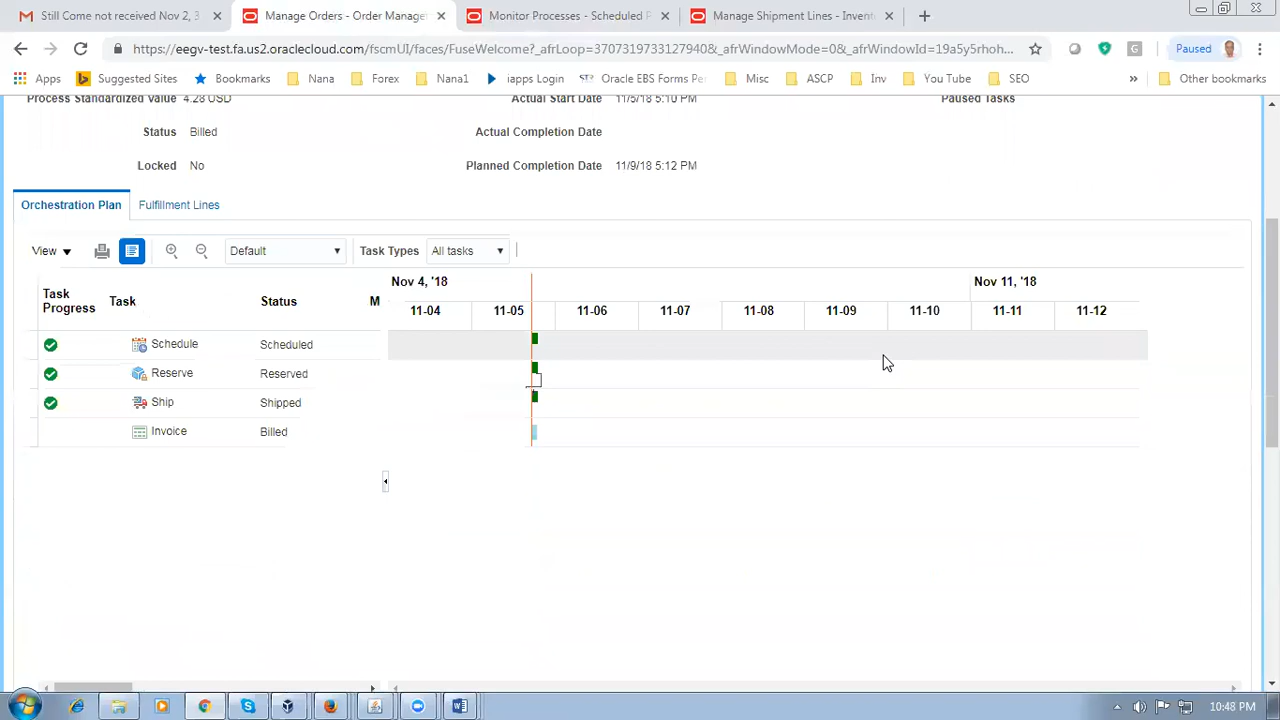 Still Come not received Nov 2, 3
Manage Orders - Order Manage
Monitor Processes - Scheduled P
Manage Shipment Lines - Invent
https://eegv-test.fa.us2.oraclecloud.com/fscmUI/faces/FuseWelcome?_afrLoop=37073197331279408&_afrWindowMode=0&_afrWindowId=19a5y5rhoh...
Paused
Apps
Suggested Sites
Bookmarks
Nana
Forex
Nana1
iapps Login
Oracle EBS Forms Pe
Misc
ASCP
Inv
You Tube
SEO
»
Other bookmarks
Process Standardized Value 4.28 USD
Actual Start Date 11/5/18 5:10 PM
Paused Tasks
Status Billed
Actual Completion Date
Locked No
Planned Completion Date 11/9/18 5:12 PM
Orchestration Plan
Fulfillment Lines
View
Default
Task Types All tasks
Task Progress
Task
Status
M
Nov 4, '18
Nov 11, '18
11-04 11-05 11-06 11-07 11-08 11-09 11-10 11-11 11-12
Schedule Scheduled
Reserve Reserved
Ship Shipped
Invoice Billed
10:48 PM